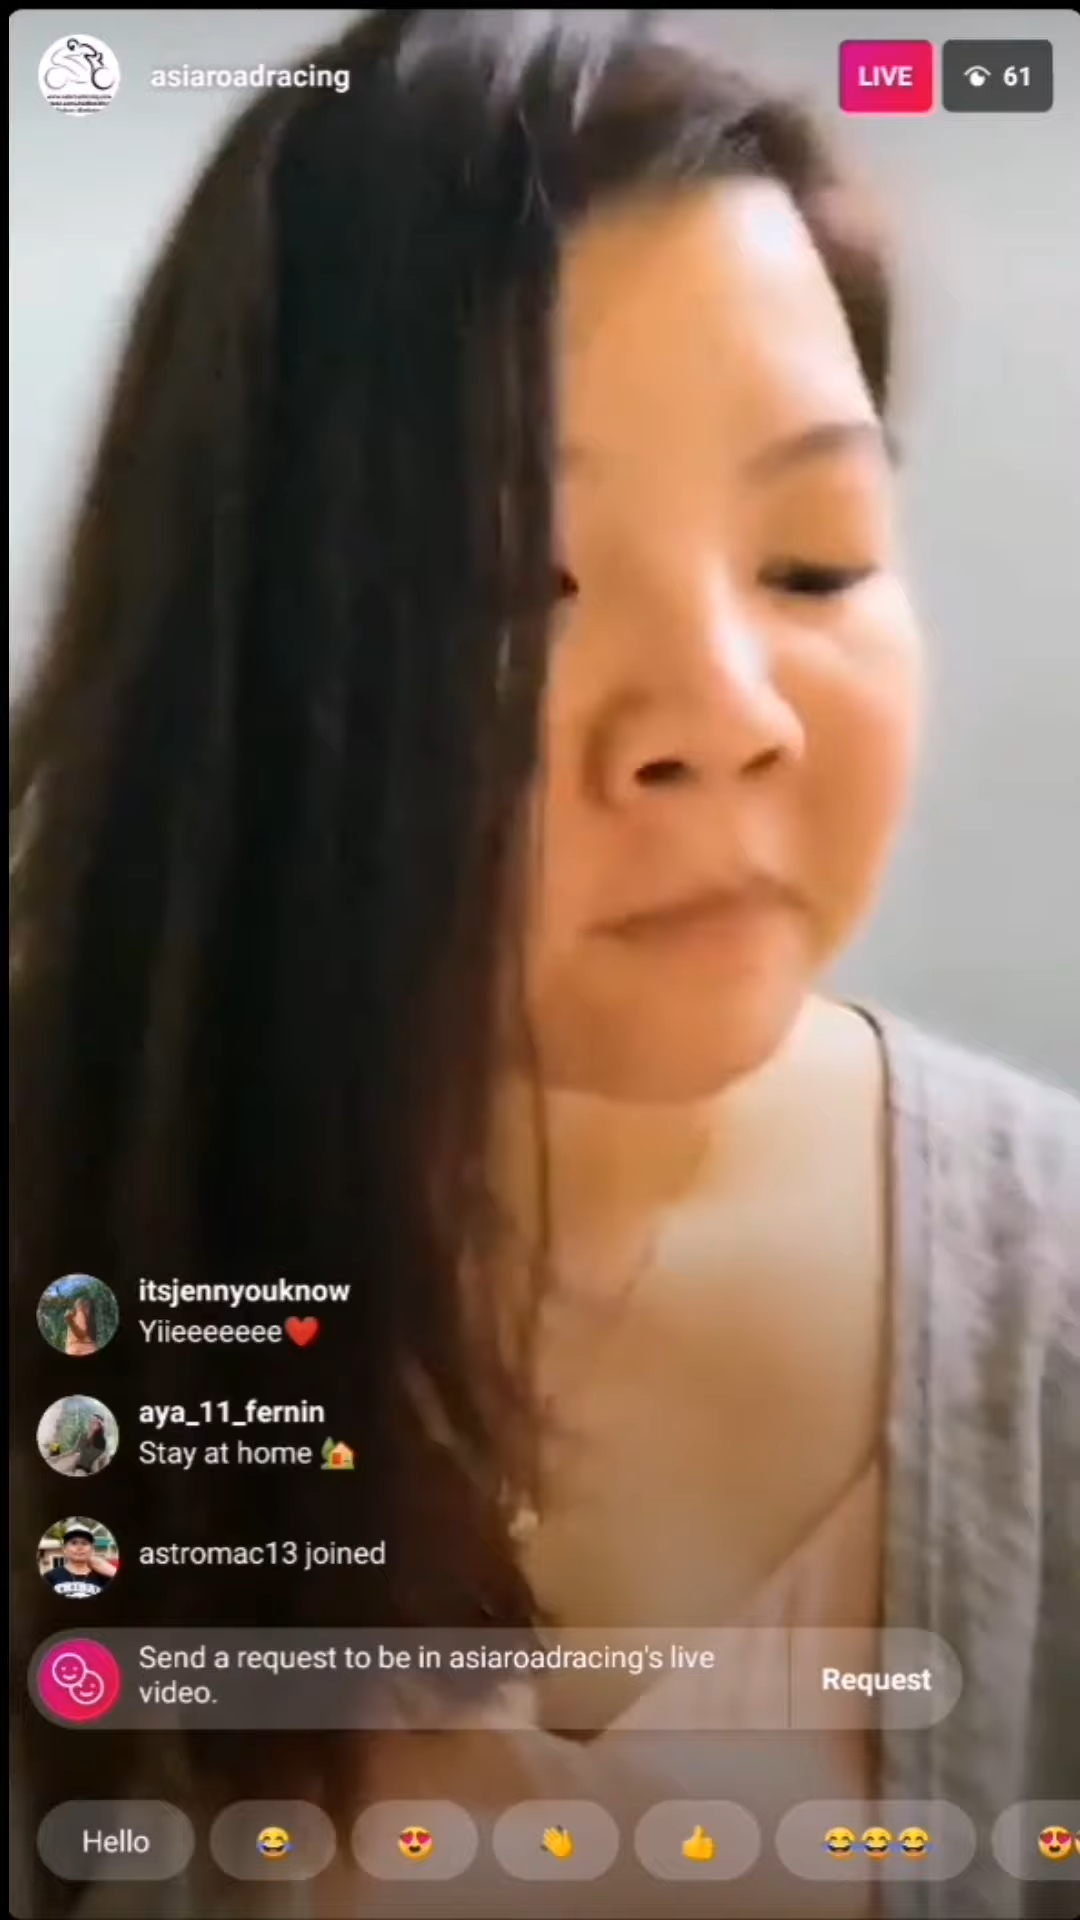 asiaroadracing
LIVE
61
itsjennyouknow
Yiieeeeeee❤️
aya_11_fernin
Stay at home 🏡
astromac13 joined
Send a request to be in asiaroadracing's live
video.
Request
Hello
😂
😍
👋
👍
😂😂😂
😍